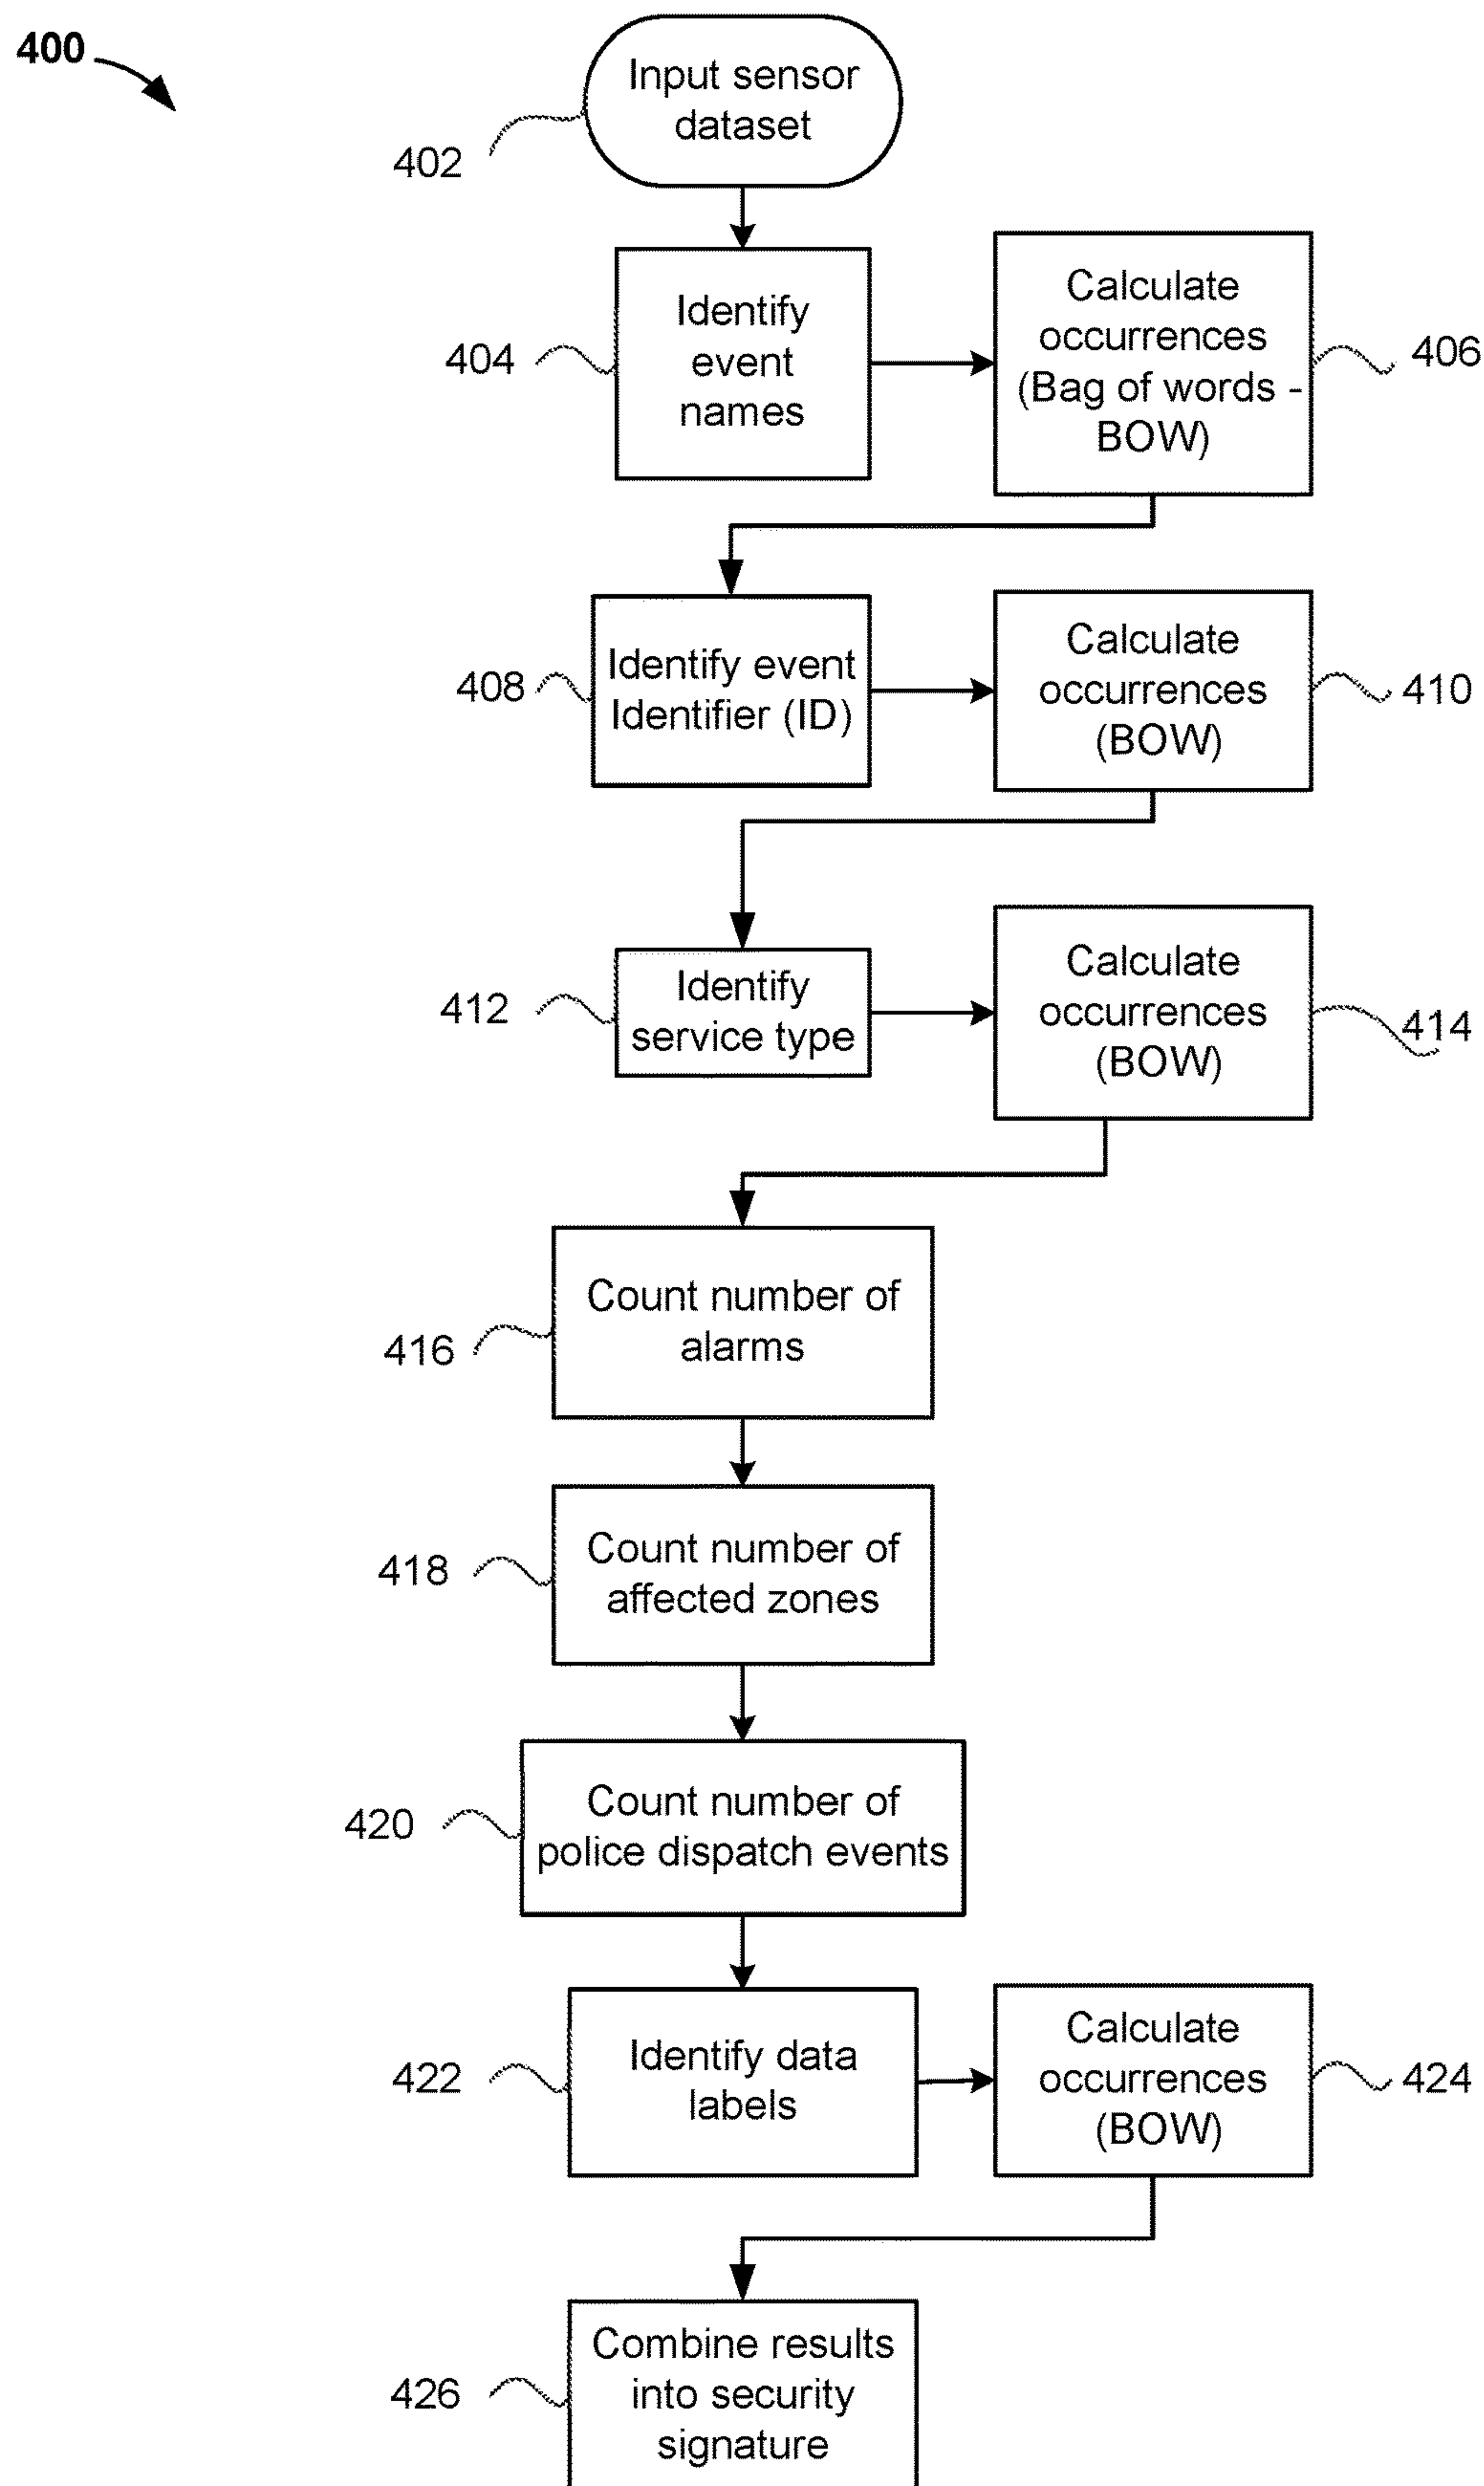 400
Input sensor
dataset
402
Identify
event
names
404
Calculate
occurrences
(Bag of words -
BOW)
406
Identify event
Identifier (ID)
408
Calculate
occurrences
(BOW)
410
Identify
service type
412
Calculate
occurrences
(BOW)
414
Count number of
alarms
416
Count number of
affected zones
418
Count number of
police dispatch events
420
Identify data
labels
422
Calculate
occurrences
(BOW)
424
Combine results
into security
signature
426